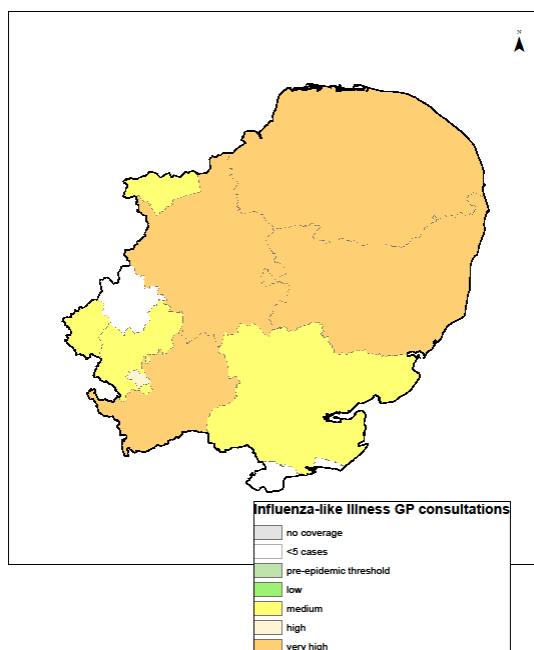 N
Influenza-like Illness GP consultations
no coverage
<5 cases
pre-epidemic threshold
low
medium
high
very high